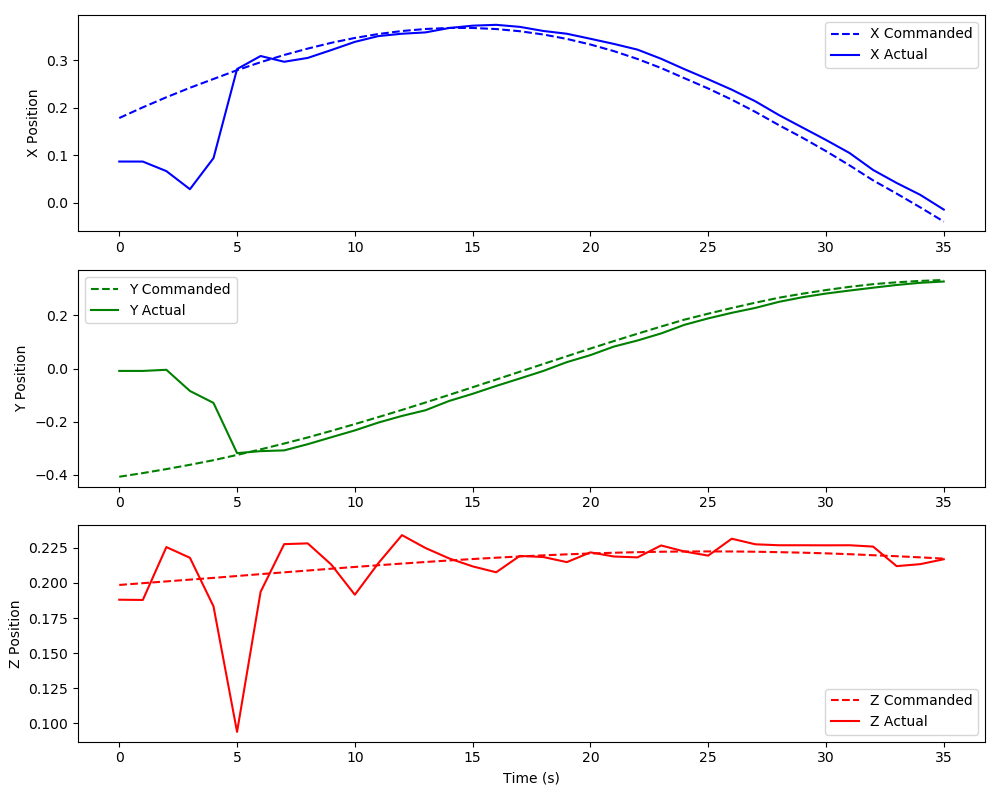 X Position
0.3
0.2
0.1
0.0
X Commanded
X Actual
0 5 10 15 20 25 30 35
Y Position
0.2
0.0
−0.2
−0.4
Y Commanded
Y Actual
0 5 10 15 20 25 30 35
Z Position
0.225
0.200
0.175
0.150
0.125
0.100
Z Commanded
Z Actual
0 5 10 15 20 25 30 35
Time (s)